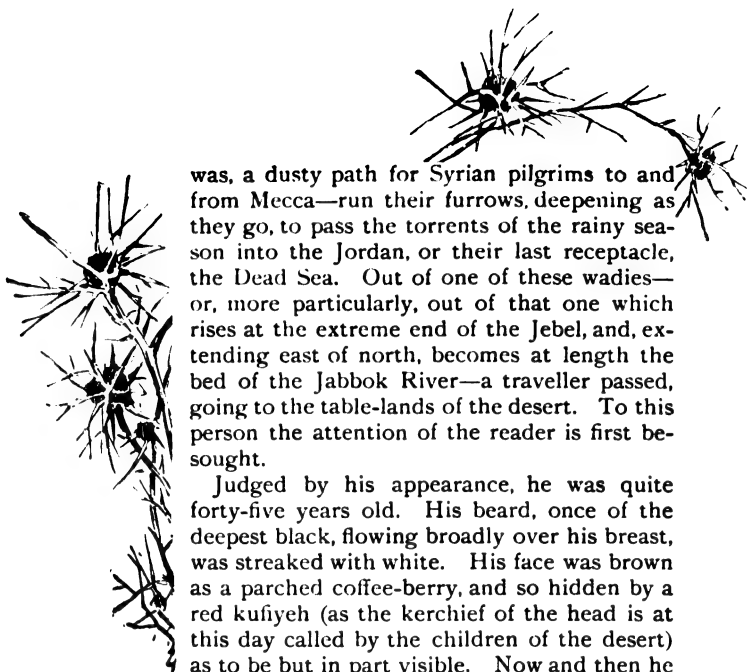 was, a dusty path for Syrian pilgrims to and
from Mecca—run their furrows, deepening as
they go, to pass the torrents of the rainy sea-
son into the Jordan, or their last receptacle,
the Dead Sea. Out of one of these wadies—
or, more particularly, out of that one which
rises at the extreme end of the Jebel, and, ex-
tending east of north, becomes at length the
bed of the Jabbok River—a traveller passed,
going to the table-lands of the desert. To this
person the attention of the reader is first be-
sought.
Judged by his appearance, he was quite
forty-five years old. His beard, once of the
deepest black, flowing broadly over his breast,
was streaked with white. His face was brown
as a parched coffee-berry, and so hidden by a
red kufiyeh (as the kerchief of the head is at
this day called by the children of the desert)
as to be but in part visible. Now and then he